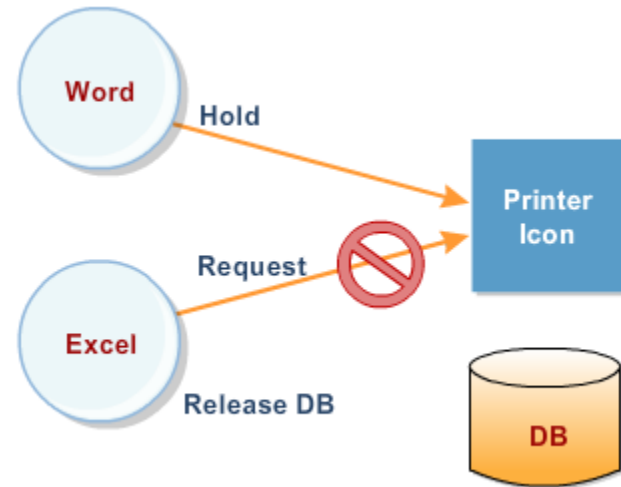 Word
Hold
Printer
Icon
Request
Excel
Release DB
DB